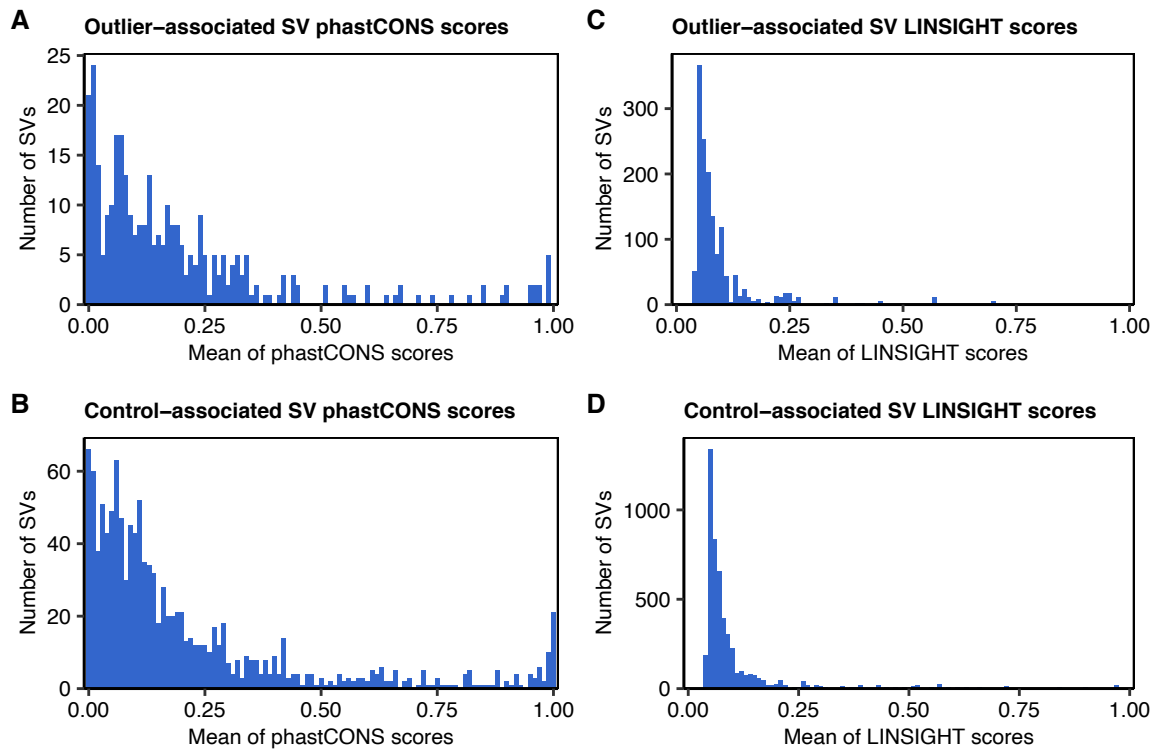 A
Outlier–associated SV phastCONS scores
Number of SVs
25
20
15
10
5
0
0.00 0.25 0.50 0.75 1.00
Mean of phastCONS scores
C
Outlier–associated SV LINSIGHT scores
Number of SVs
300
200
100
0
0.00 0.25 0.50 0.75 1.00
Mean of LINSIGHT scores
B
Control–associated SV phastCONS scores
Number of SVs
60
40
20
0
0.00 0.25 0.50 0.75 1.00
Mean of phastCONS scores
D
Control–associated SV LINSIGHT scores
Number of SVs
1000
500
0
0.00 0.25 0.50 0.75 1.00
Mean of LINSIGHT scores